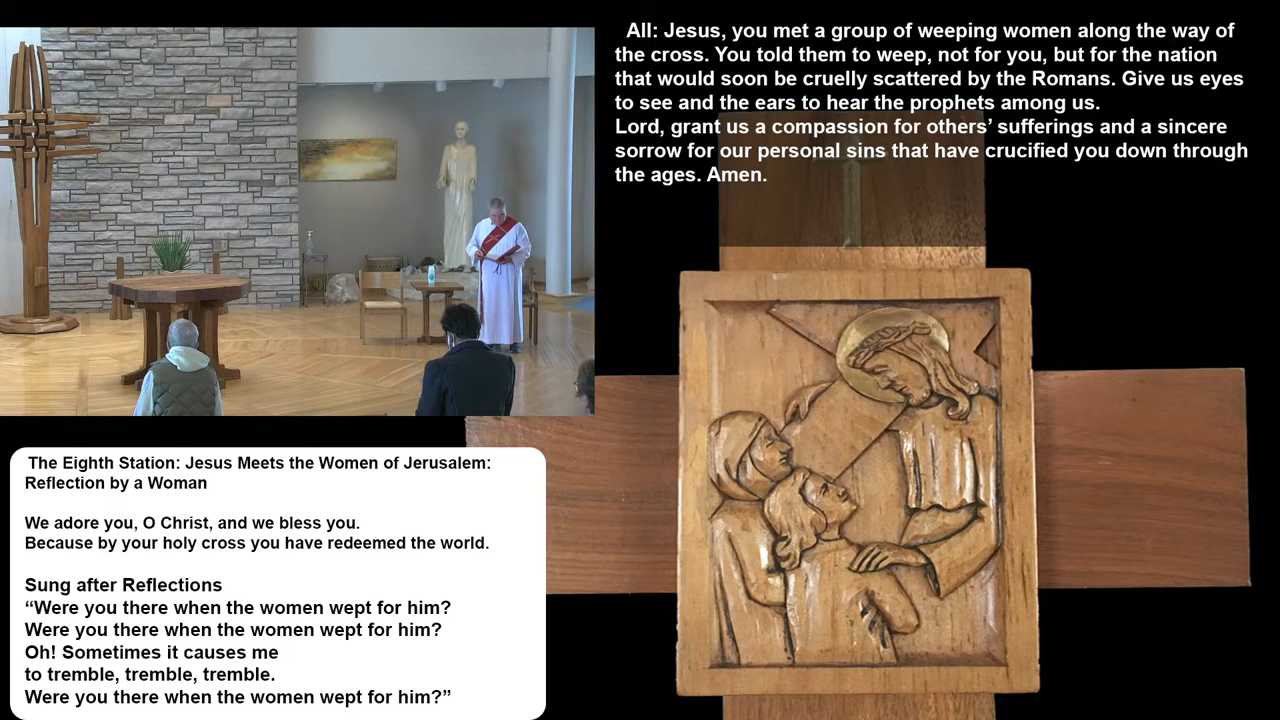 All: Jesus, you met a group of weeping women along the way of
the cross. You told them to weep, not for you, but for the nation
that would soon be cruelly scattered by the Romans. Give us eyes
to see and the ears to hear the prophets among us.
Lord, grant us a compassion for others’ sufferings and a sincere
sorrow for our personal sins that have crucified you down through
the ages. Amen.
The Eighth Station: Jesus Meets the Women of Jerusalem:
Reflection by a Woman
We adore you, O Christ, and we bless you.
Because by your holy cross you have redeemed the world.
Sung after Reflections
“Were you there when the women wept for him?
Were you there when the women wept for him?
Oh! Sometimes it causes me
to tremble, tremble, tremble.
Were you there when the women wept for him?”